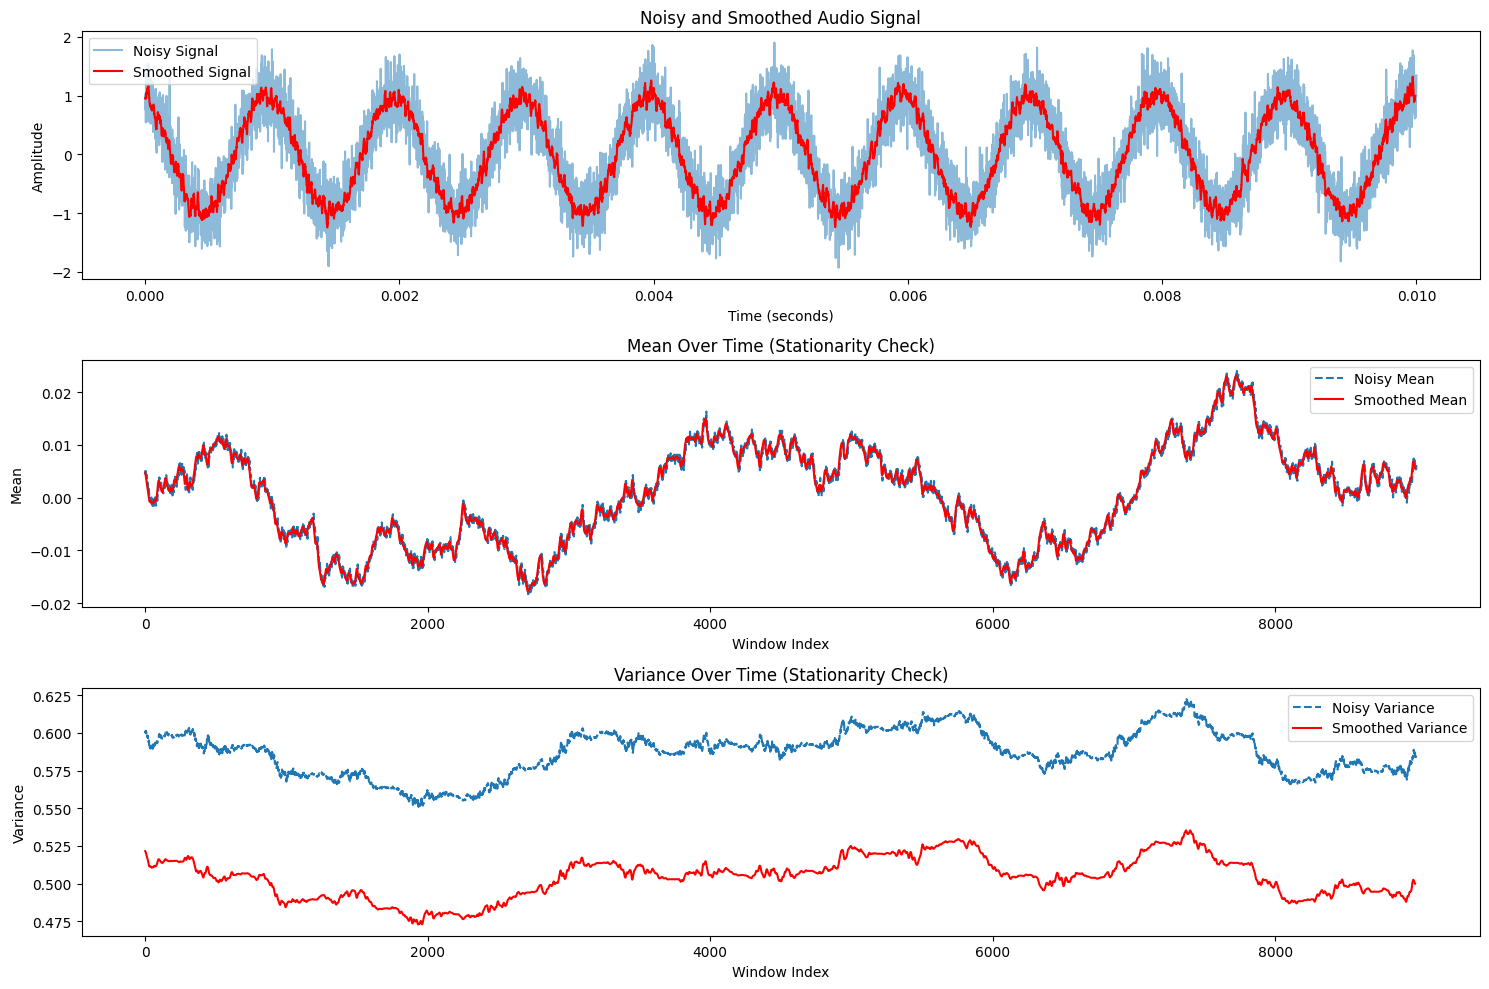 Noisy and Smoothed Audio Signal
Noisy Signal
Smoothed Signal
2
1
0
−1
−2
Amplitude
0.000 0.002 0.004 0.006 0.008 0.010
Time (seconds)
Mean Over Time (Stationarity Check)
Noisy Mean
Smoothed Mean
0.02
0.01
0.00
−0.01
−0.02
Mean
0 2000 4000 6000 8000
Window Index
Variance Over Time (Stationarity Check)
Noisy Variance
Smoothed Variance
0.625
0.600
0.575
0.550
0.525
0.500
0.475
Variance
0 2000 4000 6000 8000
Window Index